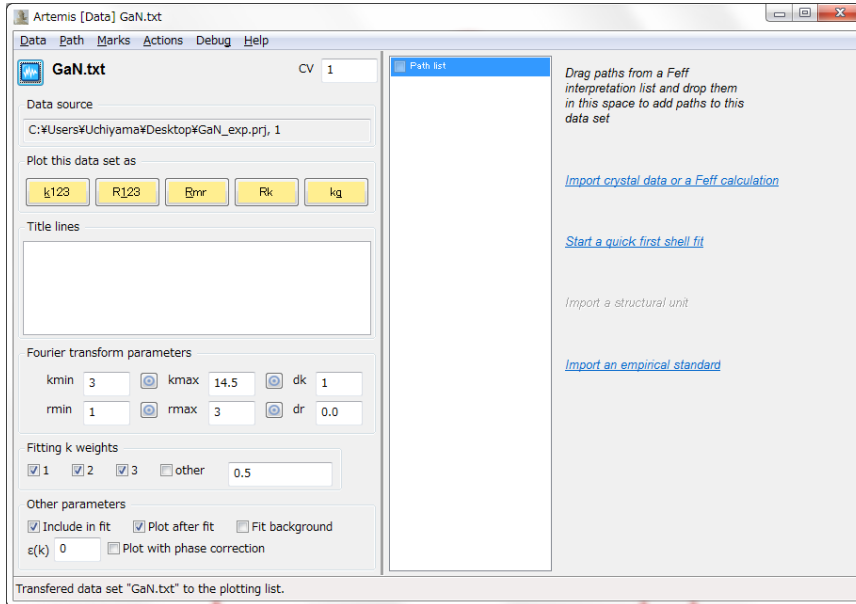 Artemis [Data] GaN.txt
Data Path Marks Actions Debug Help
GaN.txt
CV 1
Data source
C:¥Users¥Uchiyama¥Desktop¥GaN_exp.prj, 1
Plot this data set as
k123 R123 Rmr Rk kq
Title lines
Fourier transform parameters
kmin 3 kmax 14.5 dk 1
rmin 1 rmax 3 dr 0.0
Fitting k weights
1 2 3 other 0.5
Other parameters
Include in fit Plot after fit Fit background
ε(k) 0 Plot with phase correction
Path list
Drag paths from a Feff
interpretation list and drop them
in this space to add paths to this
data set
Import crystal data or a Feff calculation
Start a quick first shell fit
Import a structural unit
Import an empirical standard
Transfered data set "GaN.txt" to the plotting list.